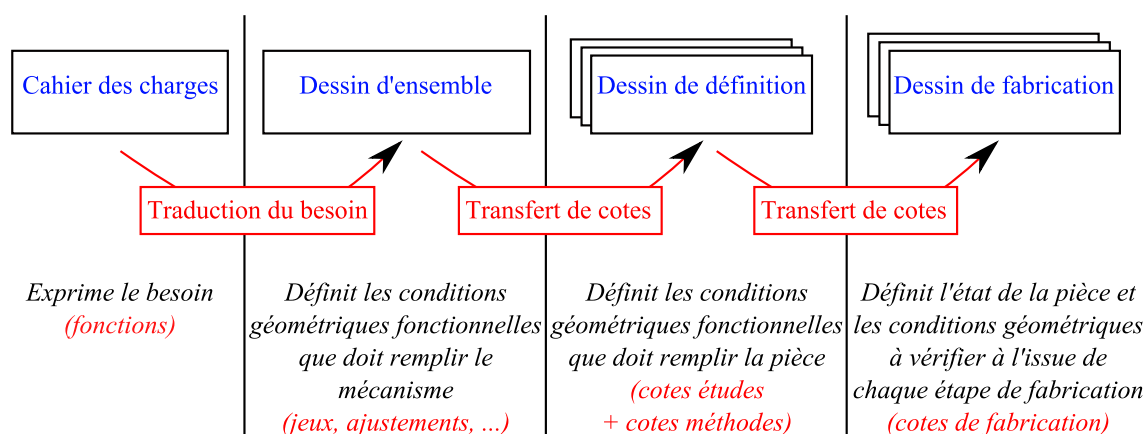 Cahier des charges
Dessin d'ensemble
Dessin de définition
Dessin de fabrication
Traduction du besoin
Transfert de cotes
Transfert de cotes
Exprime le besoin
(fonctions)
Définit les conditions
géométriques fonctionnelles
que doit remplir le
mécanisme
(jeux, ajustements, ...)
Définit les conditions
géométriques fonctionnelles
que doit remplir la pièce
(cotes études
+ cotes méthodes)
Définit l'état de la pièce et
les conditions géométriques
à vérifier à l'issue de
chaque étape de fabrication
(cotes de fabrication)